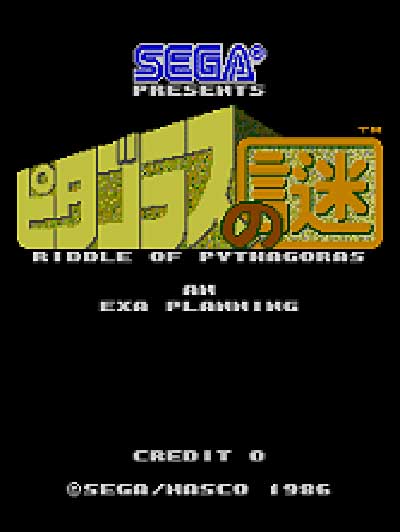 SEGA®
PRESENTS
ピタゴラスの謎™
RIDDLE OF PYTHAGORAS
AN
EXA PLANNING
CREDIT 0
©SEGA/NASCO 1986